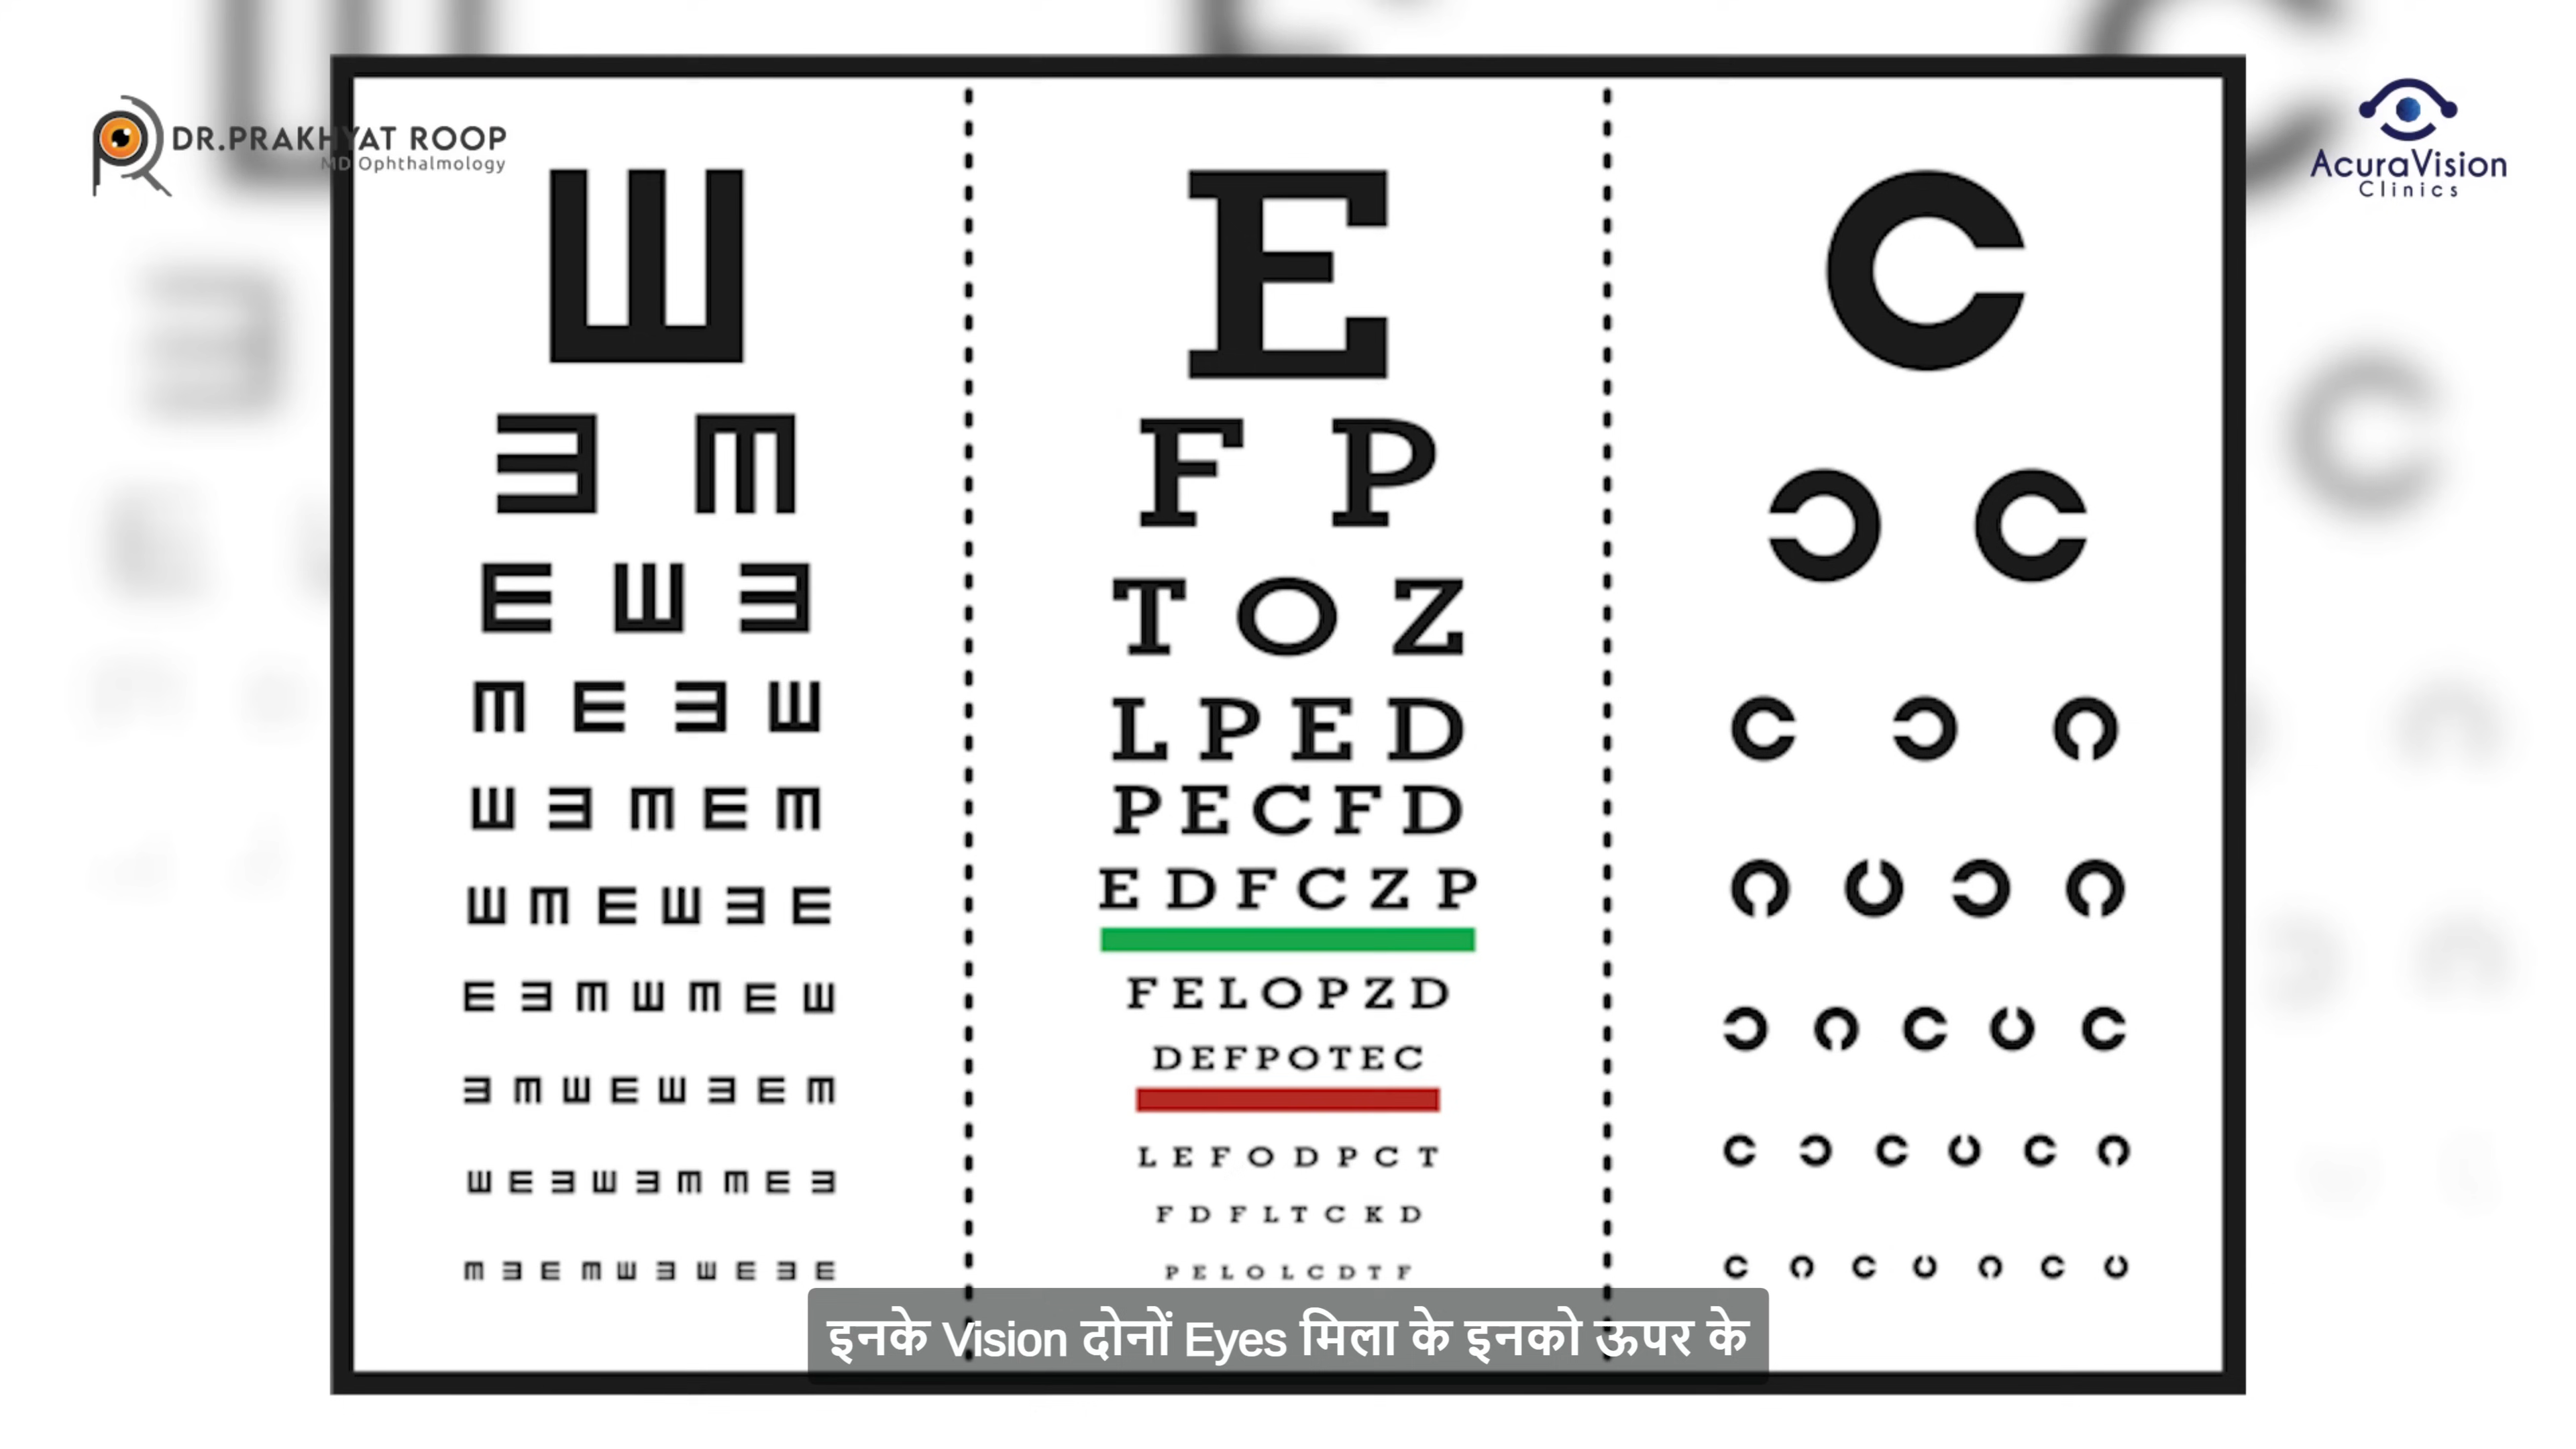 DR.PRAKHYAT ROOP
MD Ophthalmology
AcuraVision
Clinics
E
F P
T O Z
L P E D
P E C F D
E D F C Z P
F E L O P Z D
D E F P O T E C
L E F O D P C T
F D F L T C K D
P E L O L C D T F
C
C
इनके Vision दोनों Eyes मिला के इनको ऊपर के